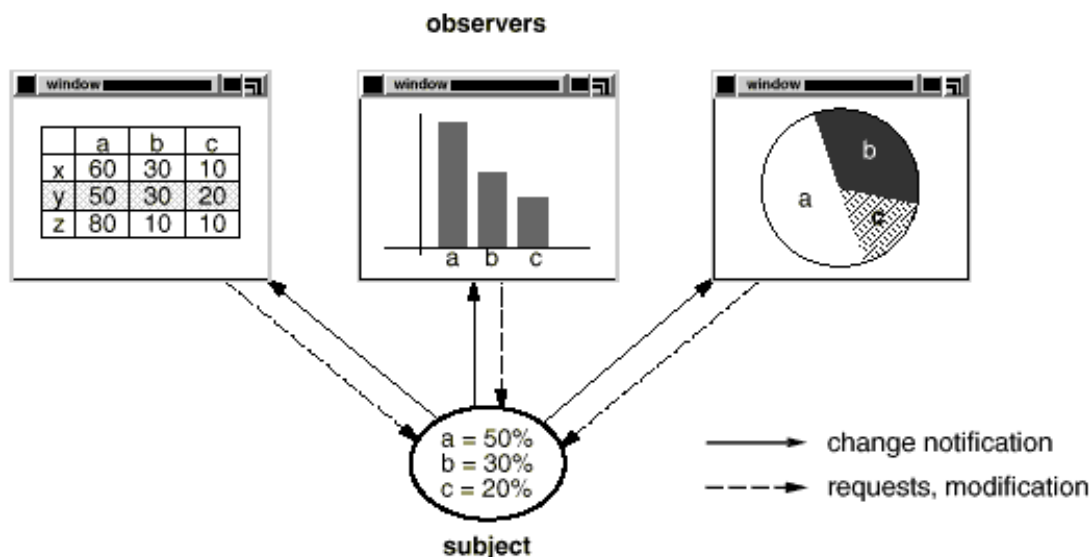 observers
window
window
window
a b c
x 60 30 10
y 50 30 20
z 80 10 10
a b c
a
b
c
a = 50%
b = 30%
c = 20%
subject
change notification
requests, modification